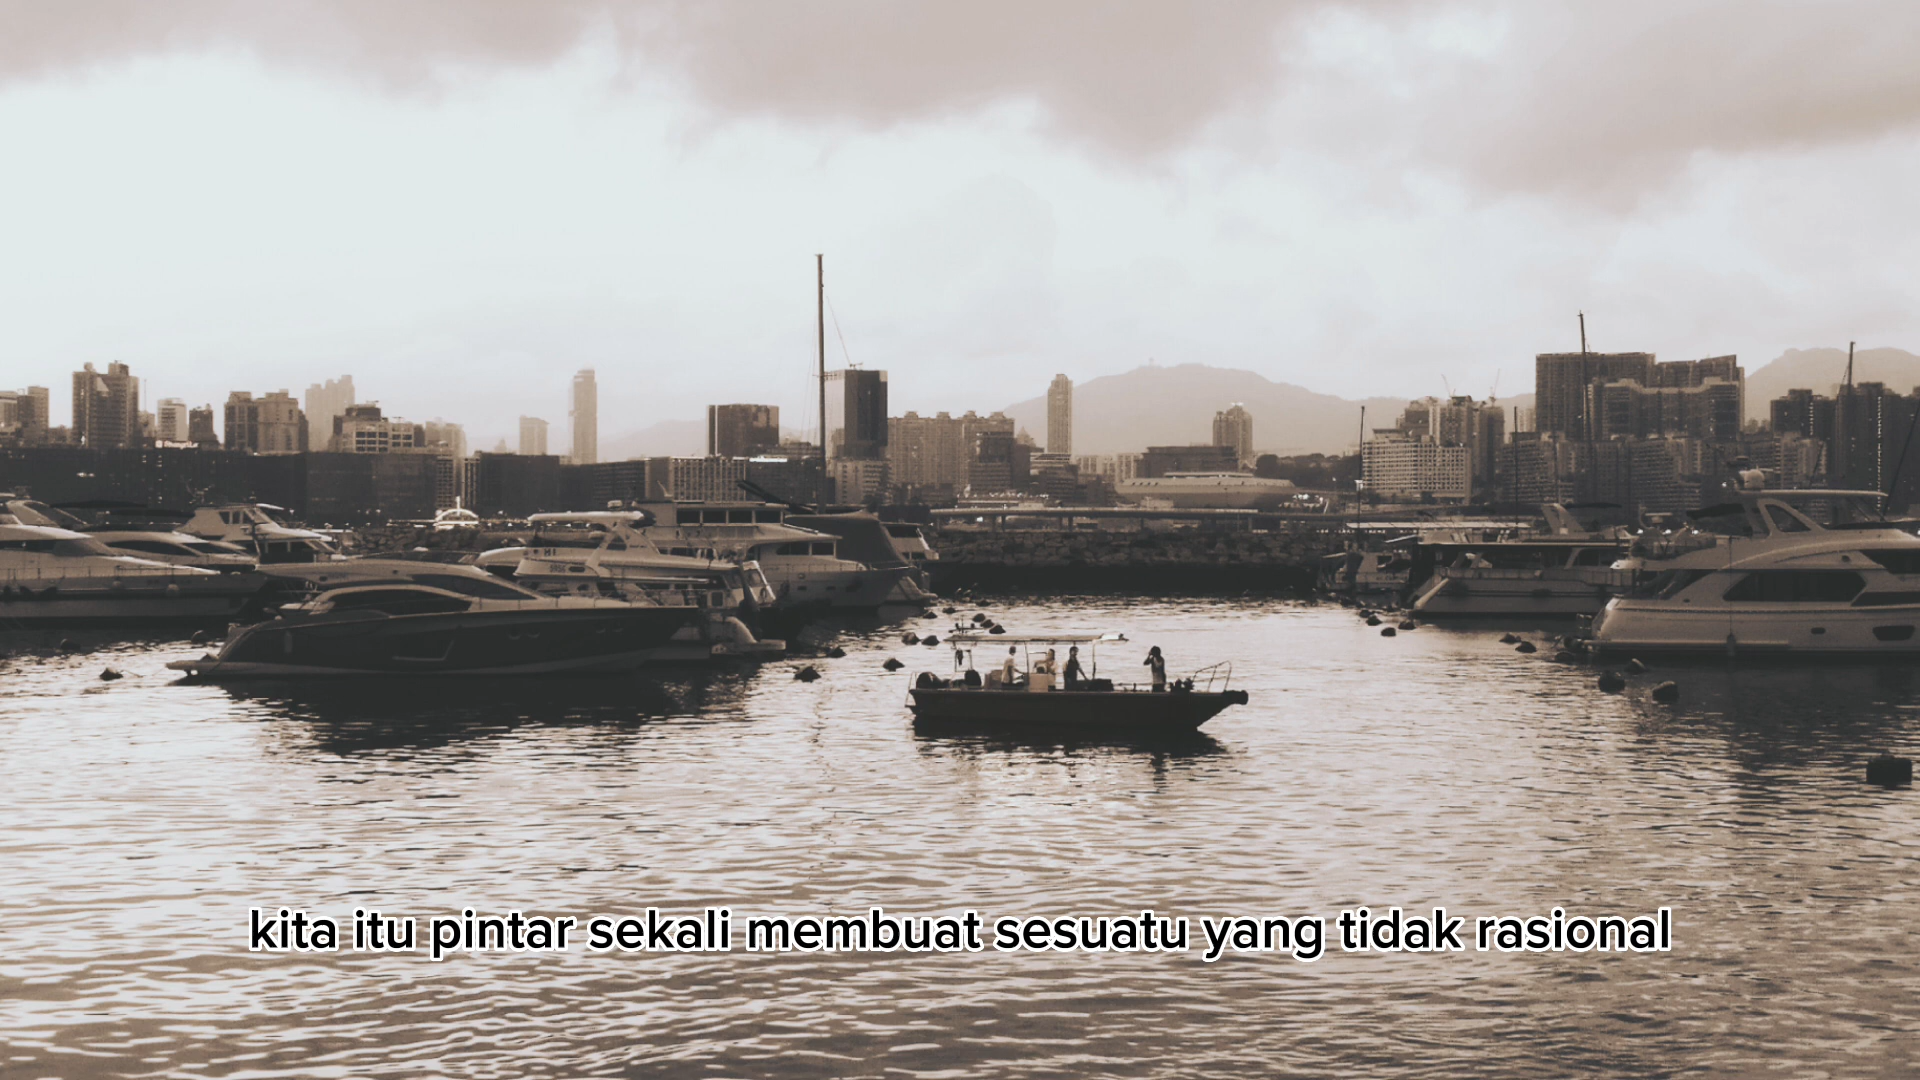 kita itu pintar sekali membuat sesuatu yang tidak rasional